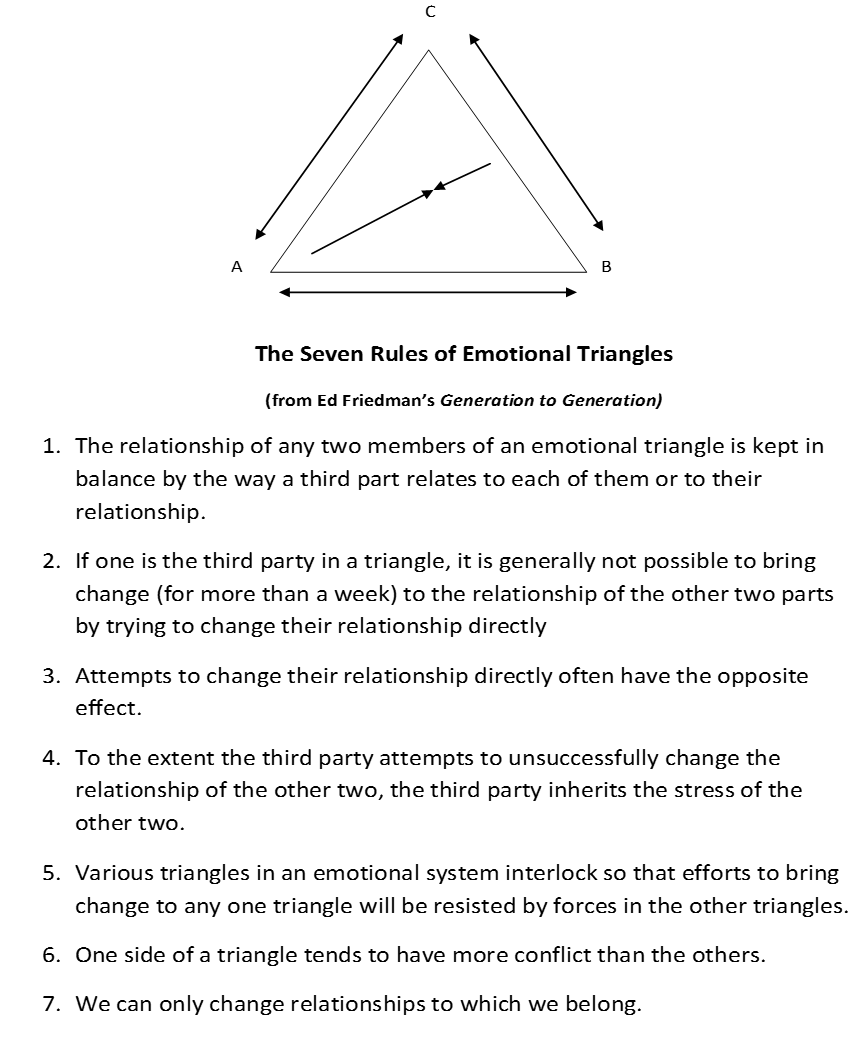 C
A
B
The Seven Rules of Emotional Triangles
(from Ed Friedman’s Generation to Generation)
1. The relationship of any two members of an emotional triangle is kept in
balance by the way a third part relates to each of them or to their
relationship.
2. If one is the third party in a triangle, it is generally not possible to bring
change (for more than a week) to the relationship of the other two parts
by trying to change their relationship directly
3. Attempts to change their relationship directly often have the opposite
effect.
4. To the extent the third party attempts to unsuccessfully change the
relationship of the other two, the third party inherits the stress of the
other two.
5. Various triangles in an emotional system interlock so that efforts to bring
change to any one triangle will be resisted by forces in the other triangles.
6. One side of a triangle tends to have more conflict than the others.
7. We can only change relationships to which we belong.